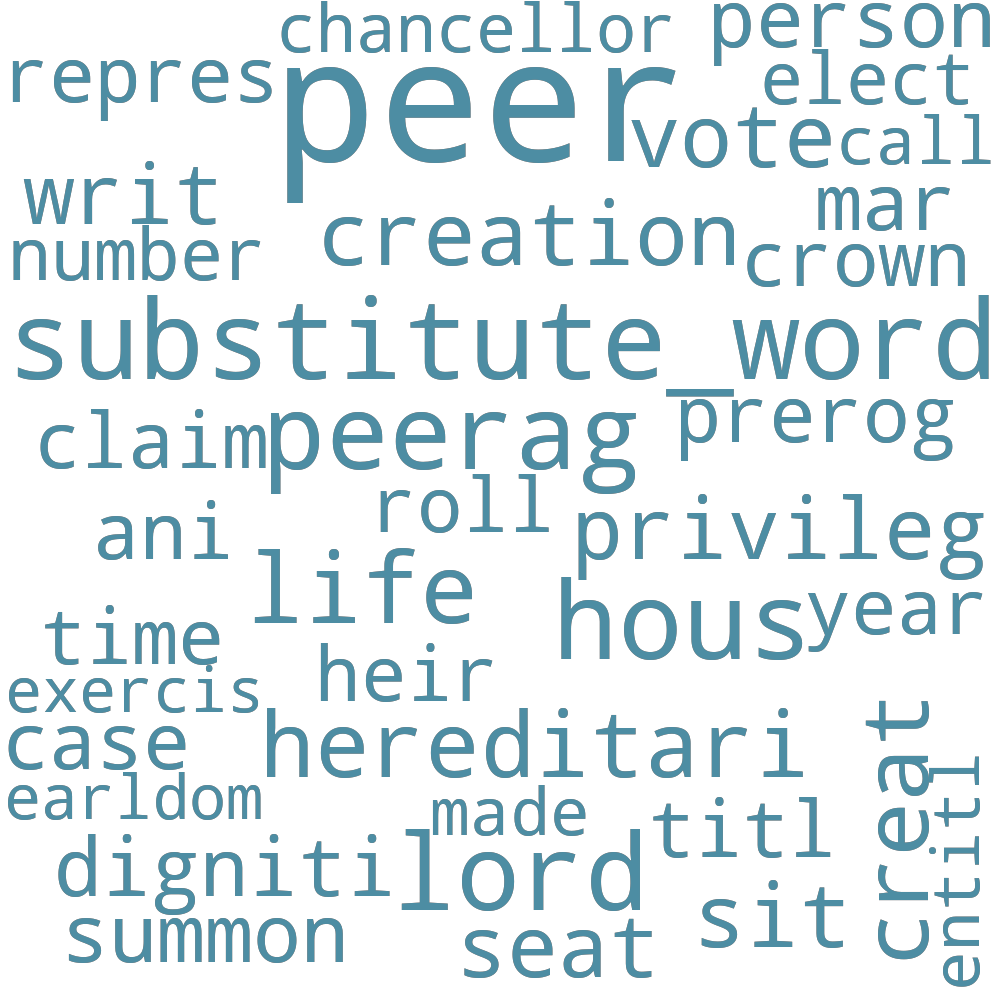 chancellor
person
repres
peer
elect
vote
call
writ
mar
number
creation
crown
substitute_word
claim
peerag
prerog
roll
ani
privileg
life
hous
year
time
heir
exercis
creat
case
hereditari
entitl
earldom
made
titl
digniti
lord
summon
sit
seat